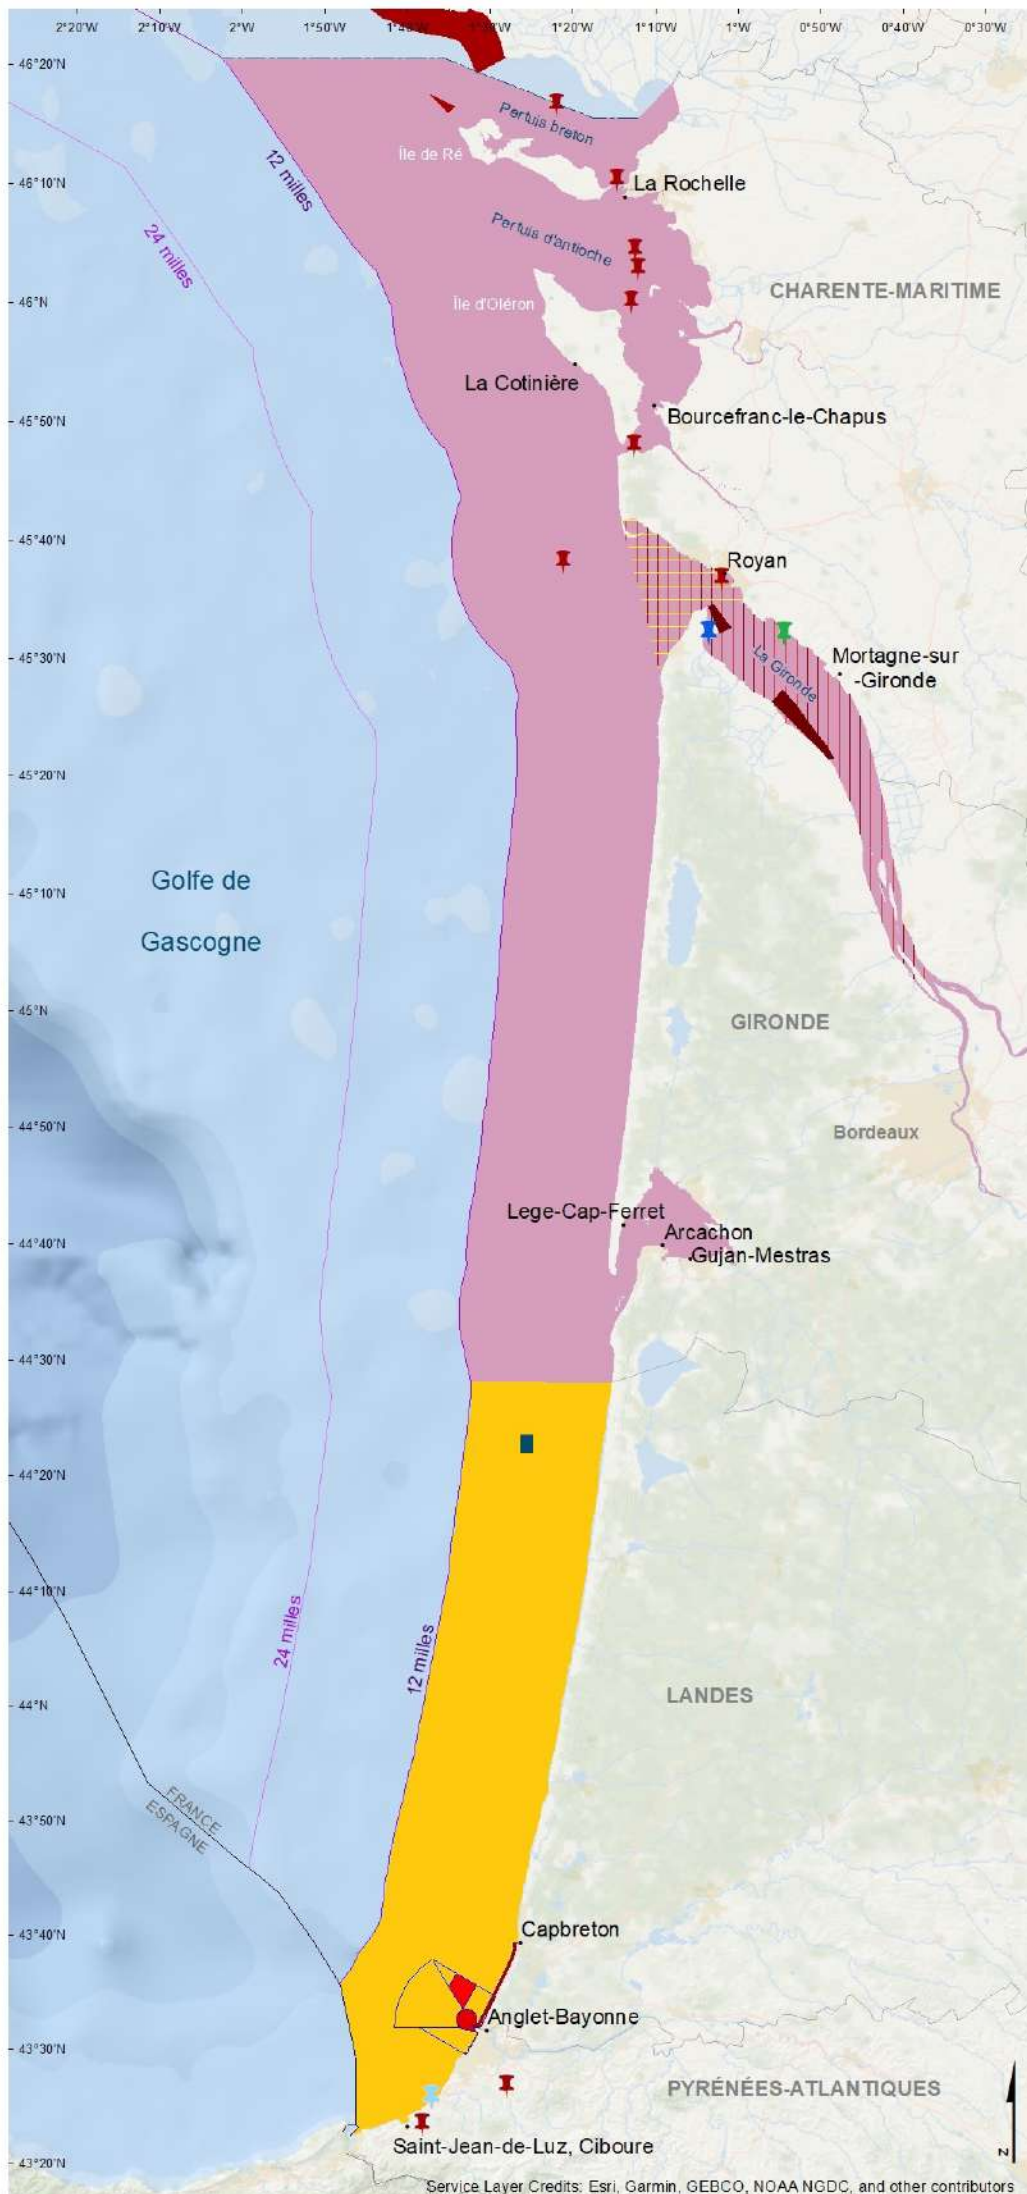 2°20'W 2°10'W 2°W 1°50'W 1°40'W 1°30'W 1°20'W 1°10'W 1°W 0°50'W 0°40'W 0°30'W
46°20'N
Pertuis breton
Île de Ré
12 milles
46°10'N
La Rochelle
24 milles
Pertuis d'antioche
CHARENTE-MARITIME
46°N
Île d'Oléron
La Cotinière
Bourcefranc-le-Chapus
45°50'N
45°40'N
Royan
45°30'N
La Gironde
Mortagne-sur
-Gironde
45°20'N
Golfe de
Gascogne
45°10'N
45°N
GIRONDE
44°50'N
Bordeaux
Lege-Cap-Ferret
Arcachon
Gujan-Mestras
44°40'N
44°30'N
44°20'N
44°10'N
24 milles
12 milles
44°N
LANDES
FRANCE
ESPAGNE
43°50'N
43°40'N
Capbreton
Anglet-Bayonne
43°30'N
PYRÉNÉES-ATLANTIQUES
Saint-Jean-de-Luz, Ciboure
N
43°20'N
Service Layer Credits: Esri, Garmin, GEBCO, NOAA NGDC, and other contributors